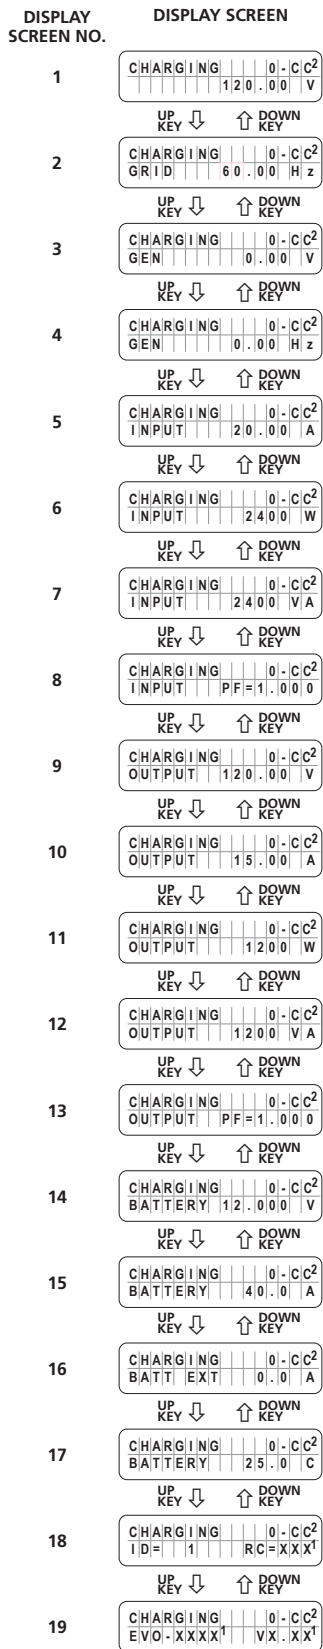 DISPLAY SCREEN NO.
DISPLAY SCREEN
1
CHARGING 0-CC2
120.00 V
UP KEY DOWN KEY
2
CHARGING 0-CC2
GRID 60.00 Hz
UP KEY DOWN KEY
3
CHARGING 0-CC2
GEN 0.00 V
UP KEY DOWN KEY
4
CHARGING 0-CC2
GEN 0.00 Hz
UP KEY DOWN KEY
5
CHARGING 0-CC2
INPUT 20.00 A
UP KEY DOWN KEY
6
CHARGING 0-CC2
INPUT 2400 W
UP KEY DOWN KEY
7
CHARGING 0-CC2
INPUT 2400 VA
UP KEY DOWN KEY
8
CHARGING 0-CC2
INPUT PF=1.000
UP KEY DOWN KEY
9
CHARGING 0-CC2
OUTPUT 120.00 V
UP KEY DOWN KEY
10
CHARGING 0-CC2
OUTPUT 15.00 A
UP KEY DOWN KEY
11
CHARGING 0-CC2
OUTPUT 1200 W
UP KEY DOWN KEY
12
CHARGING 0-CC2
OUTPUT 1200 VA
UP KEY DOWN KEY
13
CHARGING 0-CC2
OUTPUT PF=1.000
UP KEY DOWN KEY
14
CHARGING 0-CC2
BATTERY 12.000 V
UP KEY DOWN KEY
15
CHARGING 0-CC2
BATTERY 40.0 A
UP KEY DOWN KEY
16
CHARGING 0-CC2
BATT EXT 0.0 A
UP KEY DOWN KEY
17
CHARGING 0-CC2
BATTERY 25.0 C
UP KEY DOWN KEY
18
CHARGING 0-CC2
ID= 1 RC=XXX1
UP KEY DOWN KEY
19
CHARGING 0-CC2
EVO-XXXX1 VX.XX1